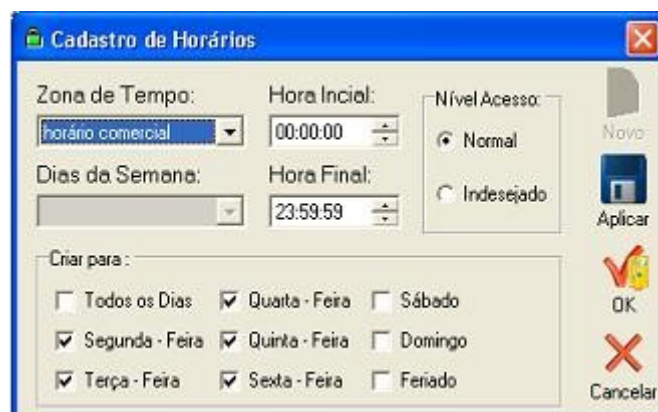 Cadastro de Horários
Zona de Tempo:
horário comercial
Hora Incial:
00:00:00
Nível Acesso:
Normal
Indesejado
Novo
Dias da Semana:
Hora Final:
23:59:59
Aplicar
Criar para :
Todos os Dias
Quarta - Feira
Sábado
Segunda - Feira
Quinta - Feira
Domingo
Terça - Feira
Sexta - Feira
Feriado
OK
Cancelar